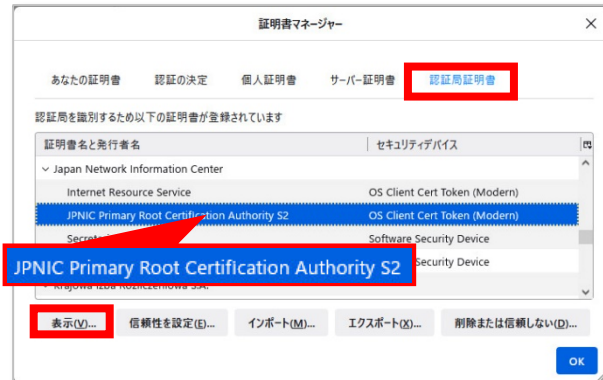 証明書マネージャー
あなたの証明書 認証の決定 個人証明書 サーバー証明書 認証局証明書
認証局を識別するため以下の証明書が登録されています
証明書名と発行者名 セキュリティデバイス
Japan Network Information Center
Internet Resource Service OS Client Cert Token (Modern)
JPNIC Primary Root Certification Authority S2 OS Client Cert Token (Modern)
Software Security Device
JPNIC Primary Root Certification Authority S2 Security Device
表示(V)... 信頼性を設定(E)... インポート(M)... エクスポート(X)... 削除または信頼しない(D)...
OK